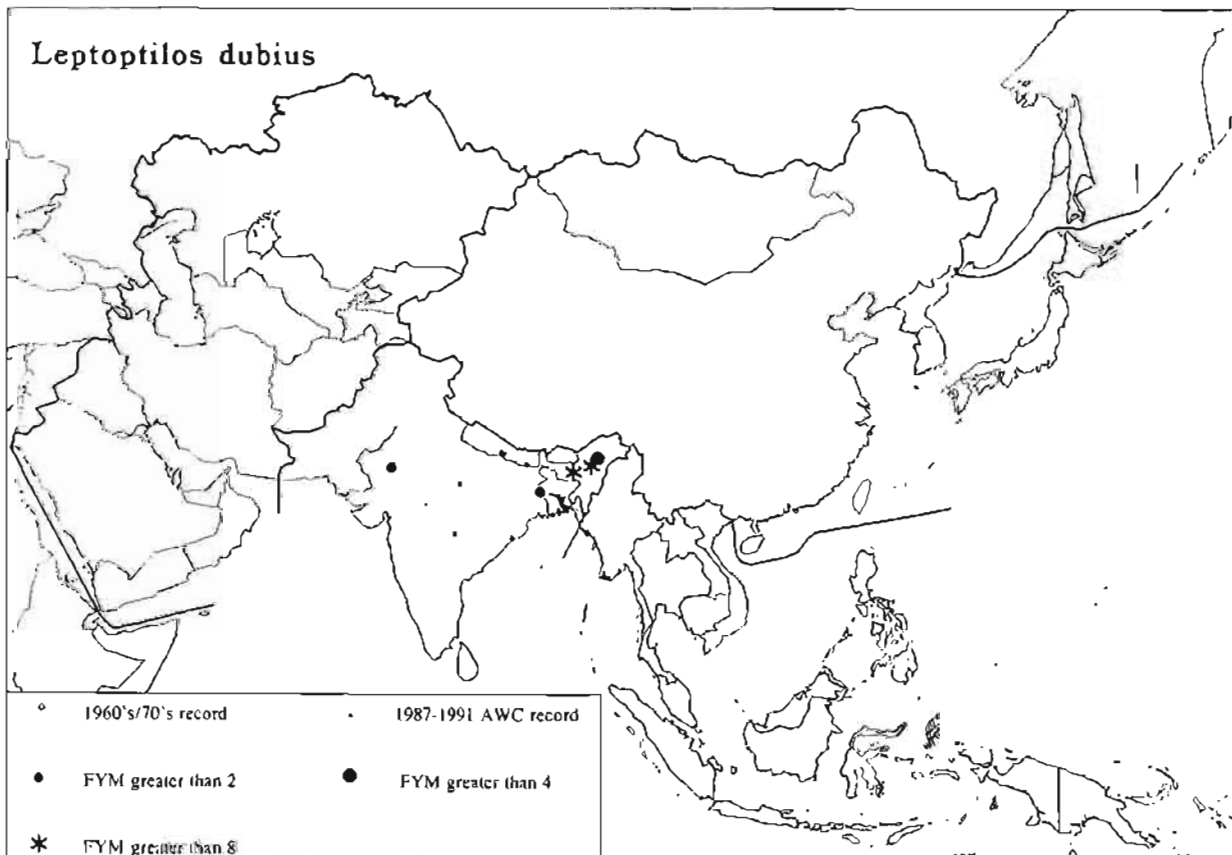 Leptoptilos dubius
1960's/70's record
1987-1991 AWC record
FYM greater than 2
FYM greater than 4
FYM greater than 8